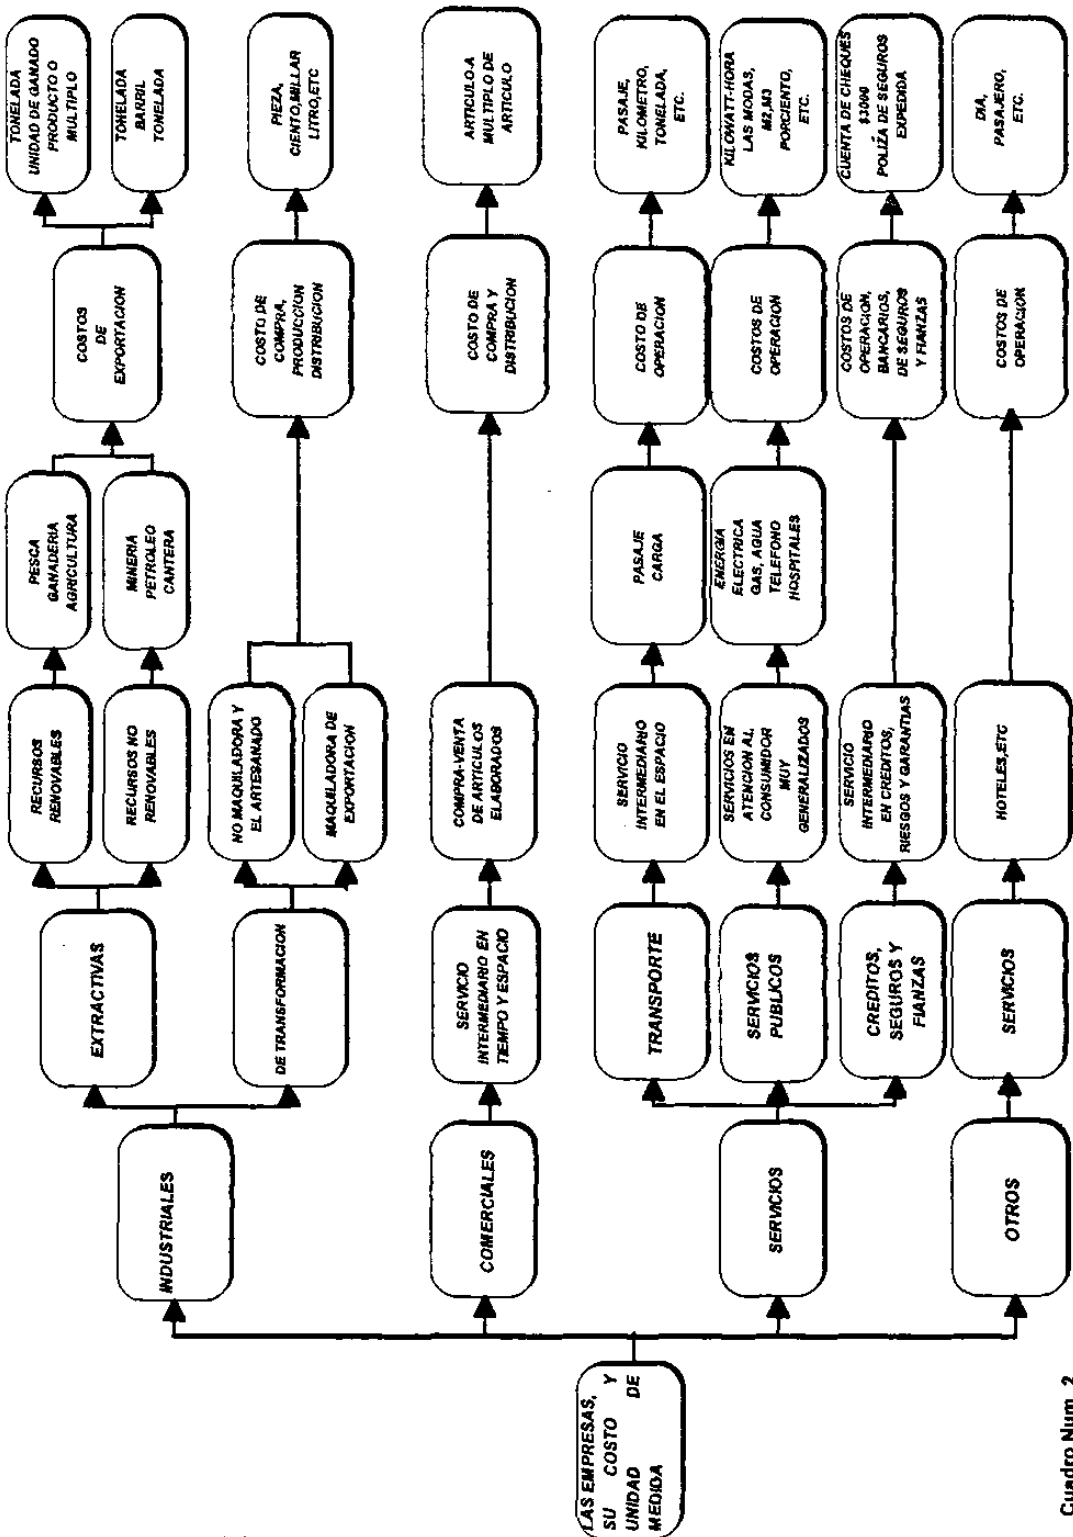 LAS EMPRESAS,
SU COSTO Y
UNIDAD DE
MEDIDA
INDUSTRIALES
COMERCIALES
SERVICIOS
OTROS
EXTRACTIVAS
DE TRANSFORMACION
SERVICIO
INTERMEDIARIO EN
TIEMPO Y ESPACIO
TRANSPORTE
SERVICIOS
PUBLICOS
CREDITOS,
SEGUROS Y
FIANZAS
SERVICIOS
RECURSOS
RENOVABLES
RECURSOS NO
RENOVABLES
NO MAQUILADORA Y
EL ARTESANADO
MAQUILADORA DE
EXPORTACION
COMPRA-VENTA
DE ARTICULOS
ELABORADOS
SERVICIO
INTERMEDIARIO
EN EL ESPACIO
SERVICIOS EN
ATENCION AL,
CONSUMIDOR
MUY
GENERALIZADOS
SERVICIO
INTERMEDIARIO
EN CREDITOS,
RIESGOS Y GARANTIAS
HOTELES,ETC
PESCA
GANADERIA
AGRICULTURA
MINERIA
PETROLEO
CANTERA
PASAJE
CARGA
ENERGIA
ELECTRICA
GAS, AGUA
TELEFONO
HOSPITALES
COSTOS
DE
EXPORTACION
COSTO DE
COMPRA,
PRODUCCION
DISTRIBUCION
COSTO DE
COMPRA Y
DISTRIBUCION
COSTO DE
OPERACION
COSTOS DE
OPERACION
COSTOS DE
OPERACION,
BANCARIOS,
DE SEGUROS
Y FIANZAS
COSTOS DE
OPERACION
TONELADA
UNIDAD DE GANADO
PRODUCTO O
MULTIPLO
TONELADA
BARRIL
TONELADA
PIEZA,
CIENTO,MILLAR
LITRO,ETC
ARTICULO.A
MULTIPLO DE
ARTICULO
PASAJE,
KILOMETRO,
TONELADA,
ETC.
KILOWATT-HORA
LAS MODAS,
M2,M3
PORCIENTO,
ETC.
CUENTA DE CHEQUES
$3000
POLIZA DE SEGUROS
EXPEDIDA
DIA,
PASAJERO,
ETC.
Cuadro Num. 2